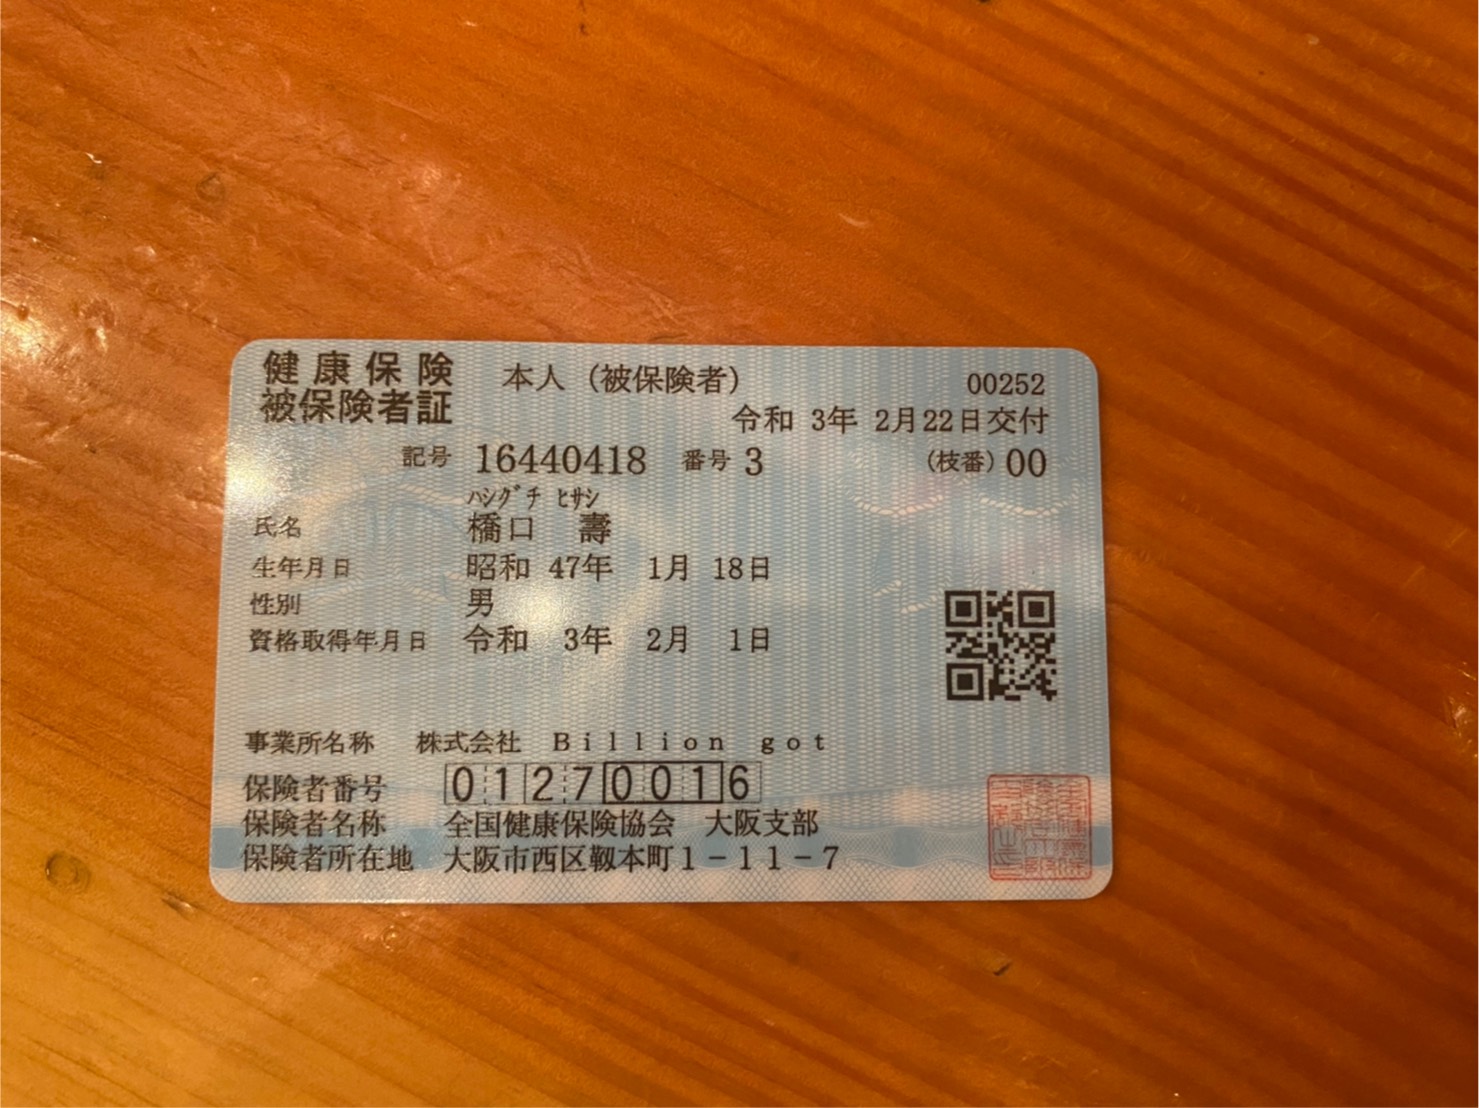 健康保険
被保険者証
本人（被保険者）
00252
令和 3年 2月22日交付
記号 16440418 番号 3 （枝番）00
ﾊｼｸﾞﾁ ﾋｻｼ
氏名 橋口 壽
生年月日 昭和 47年 1月 18日
性別 男
資格取得年月日 令和 3年 2月 1日
事業所名称 株式会社 Billion got
保険者番号 01270016
保険者名称 全国健康保険協会 大阪支部
保険者所在地 大阪市西区靱本町1－11－7